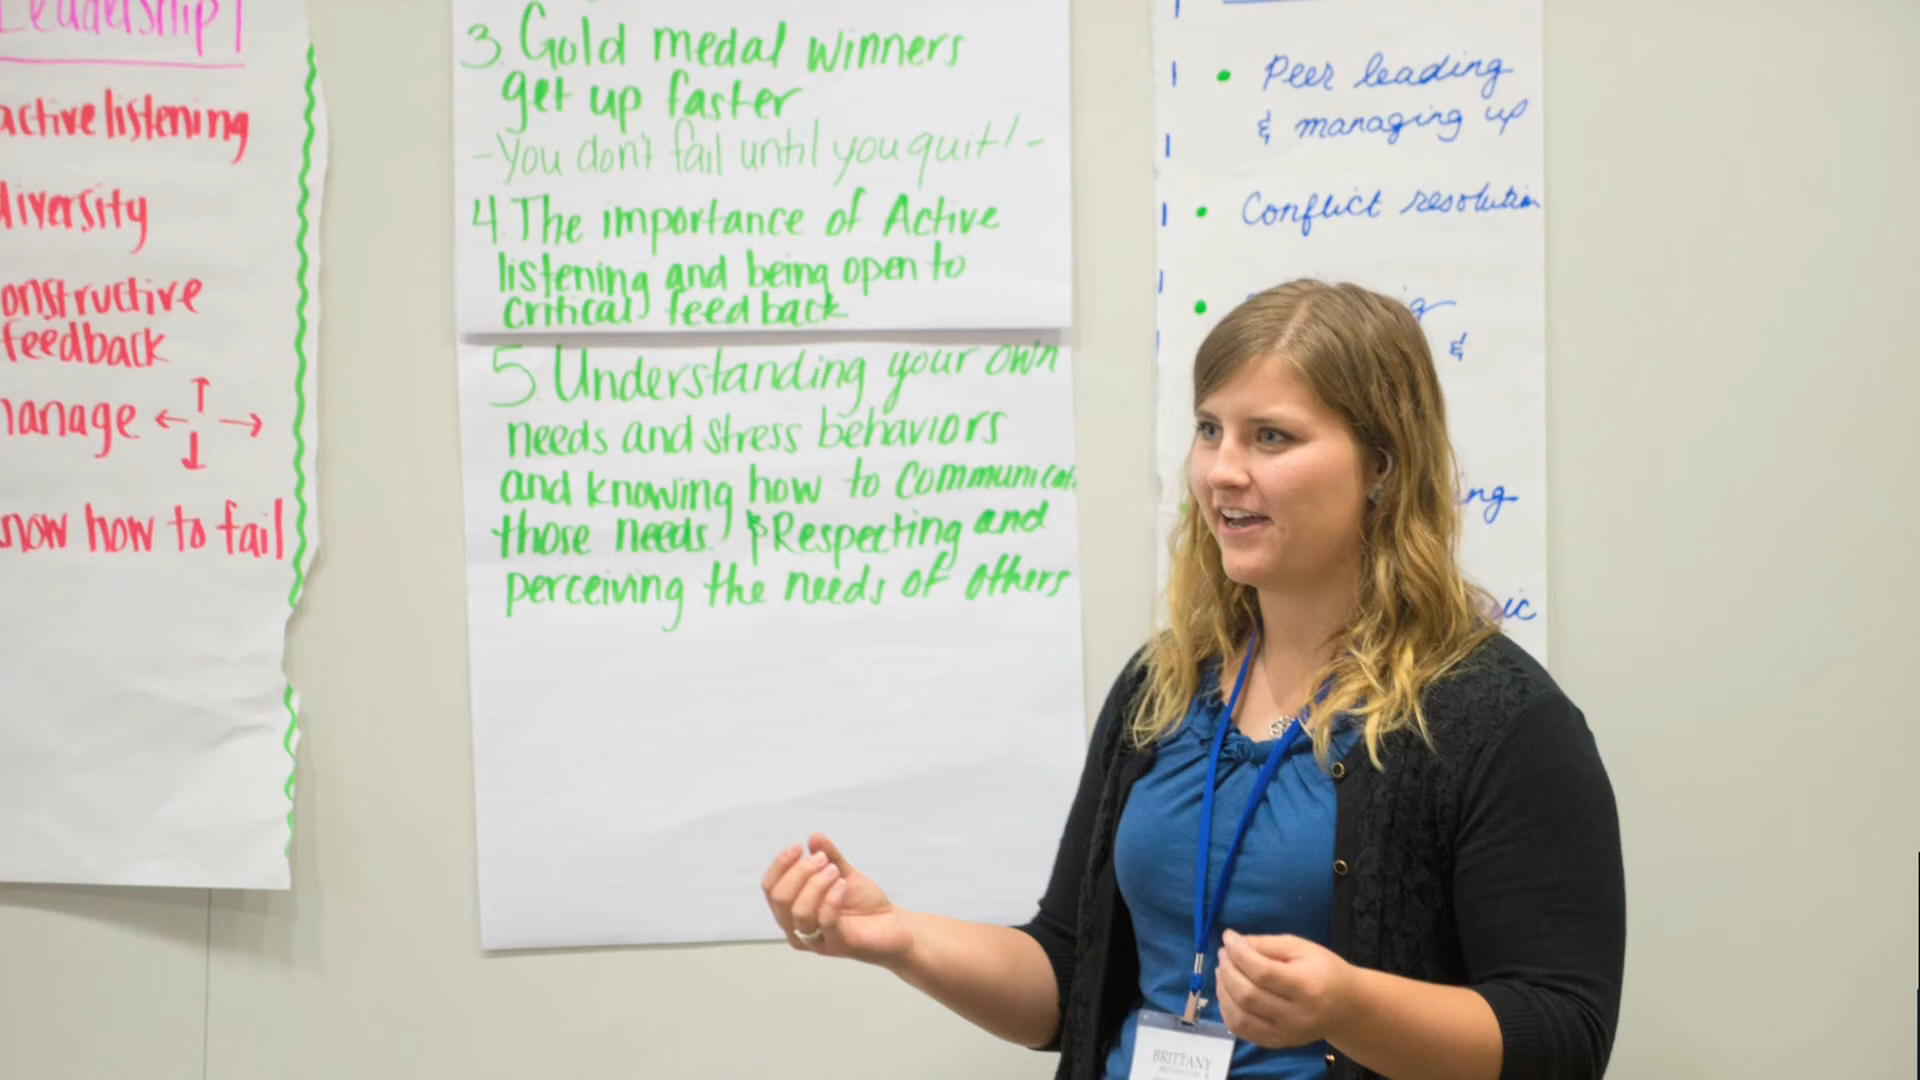 Leadership
active listening
diversity
onstructive
feedback
manage
now how to fail
3. Gold medal winners
get up faster
-You don't fail until you quit!-
4. The importance of Active
listening and being open to
critical feedback
5. Understanding your own
needs and stress behaviors
and knowing how to communicat
those needs. & Respecting and
perceiving the needs of others
Peer leading
& managing up
Conflict resolution
&
BRITTANY